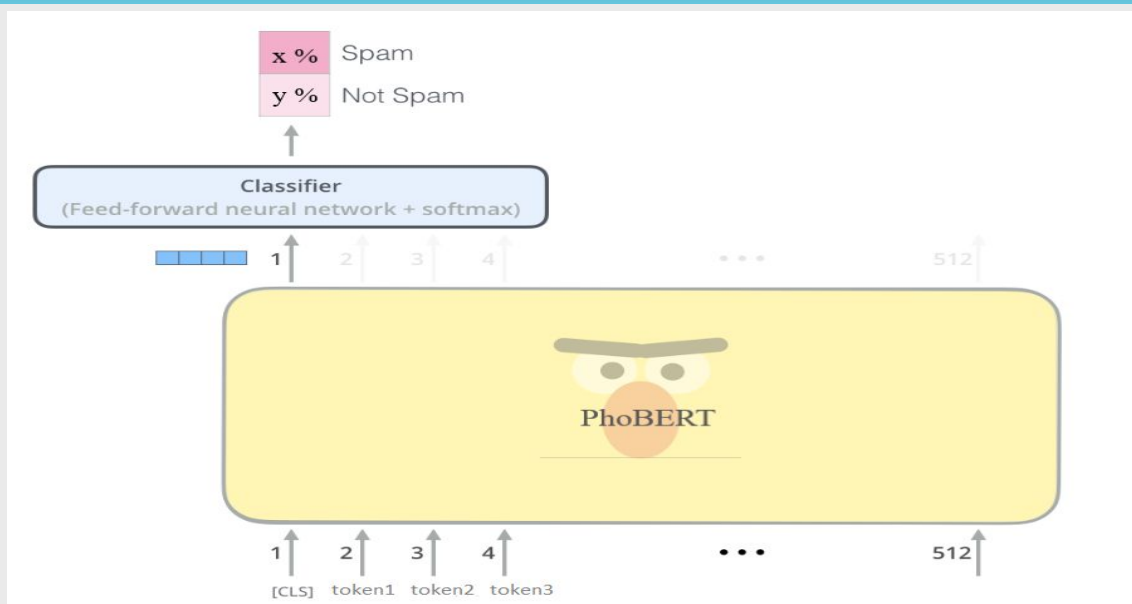 x % Spam
y % Not Spam
Classifier
(Feed-forward neural network + softmax)
1 2 3 4 ••• 512
PhoBERT
1 2 3 4 ••• 512
[CLS] token1 token2 token3